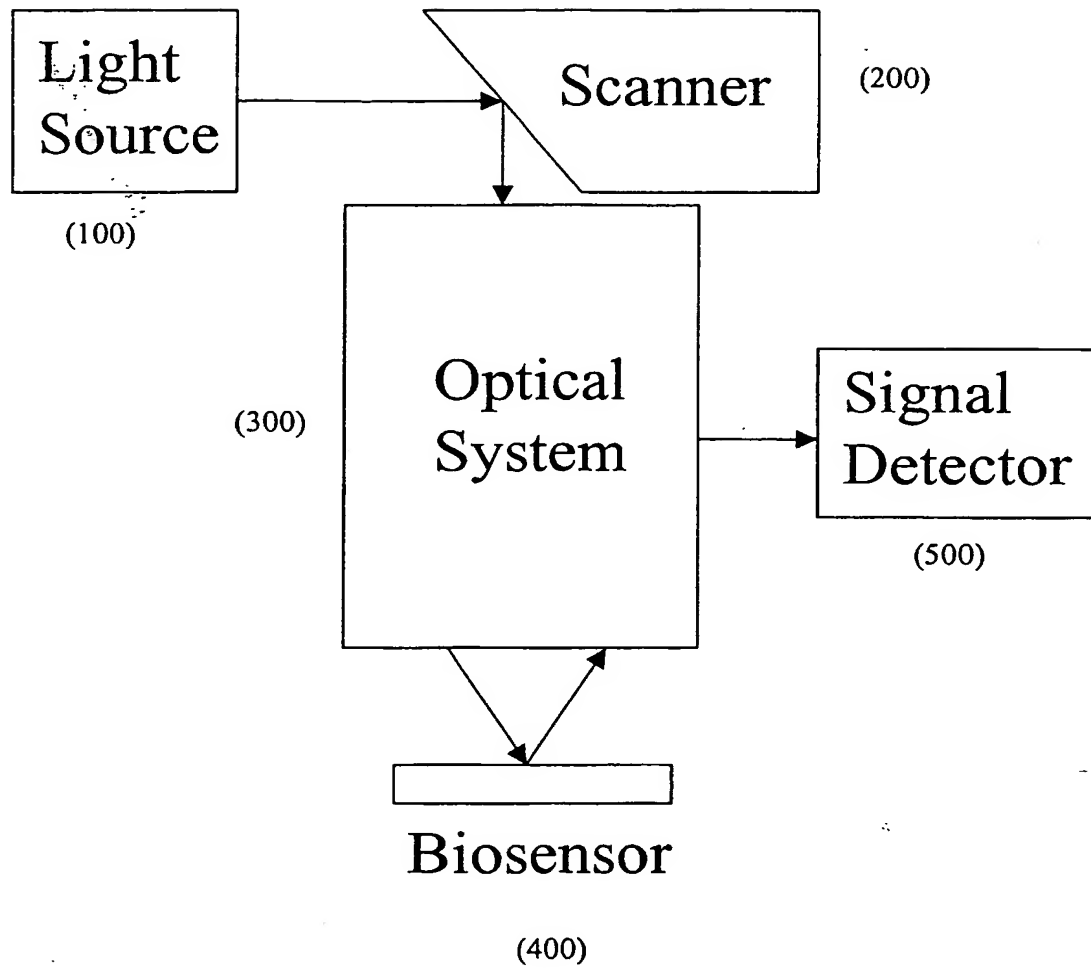 Light
Source
(100)
Scanner
(200)
Optical
System
(300)
Signal
Detector
(500)
Biosensor
(400)